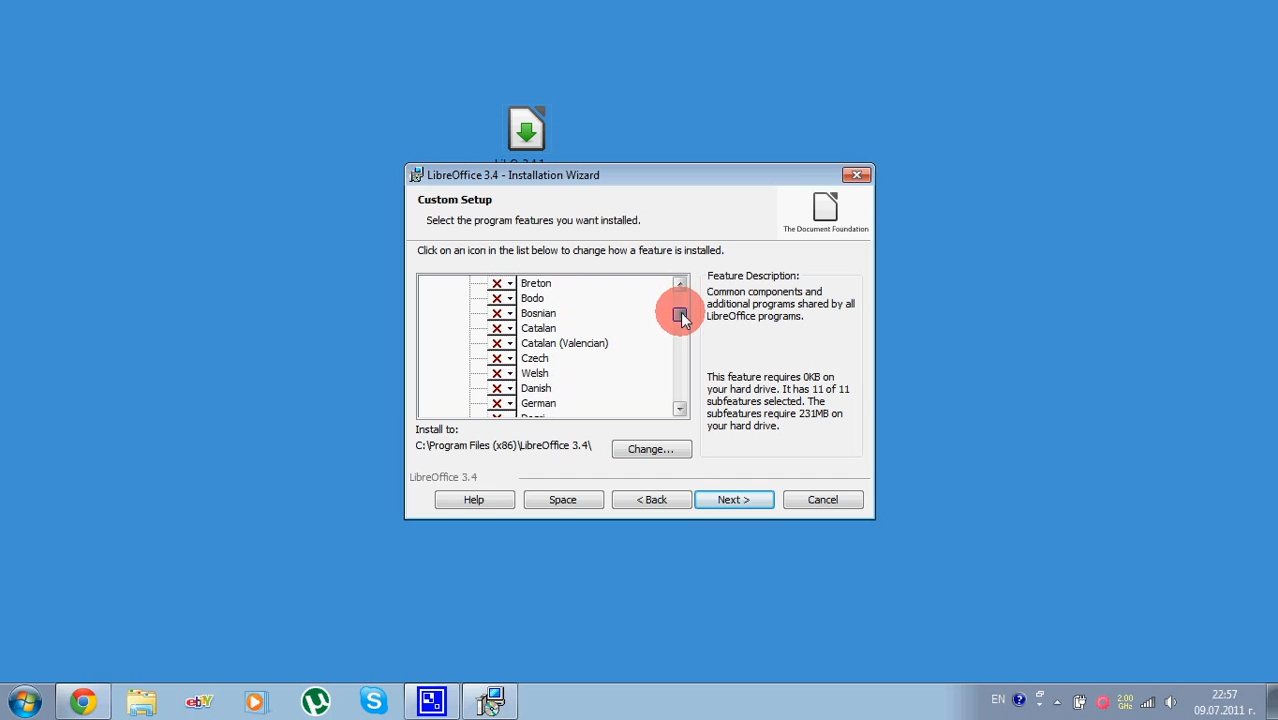 LibreOffice 3.4 - Installation Wizard
Custom Setup
Select the program features you want installed.
The Document Foundation
Click on an icon in the list below to change how a feature is installed.
Breton
Bodo
Bosnian
Catalan
Catalan (Valencian)
Czech
Welsh
Danish
German
Feature Description:
Common components and
additional programs shared by all
LibreOffice programs.
This feature requires 0KB on
your hard drive. It has 11 of 11
subfeatures selected. The
subfeatures require 231MB on
your hard drive.
Install to:
C:\Program Files (x86)\LibreOffice 3.4\
Change...
LibreOffice 3.4
Help
Space
< Back
Next >
Cancel
ebY
EN
2.00
GHz
22:57
09.07.2011 г.